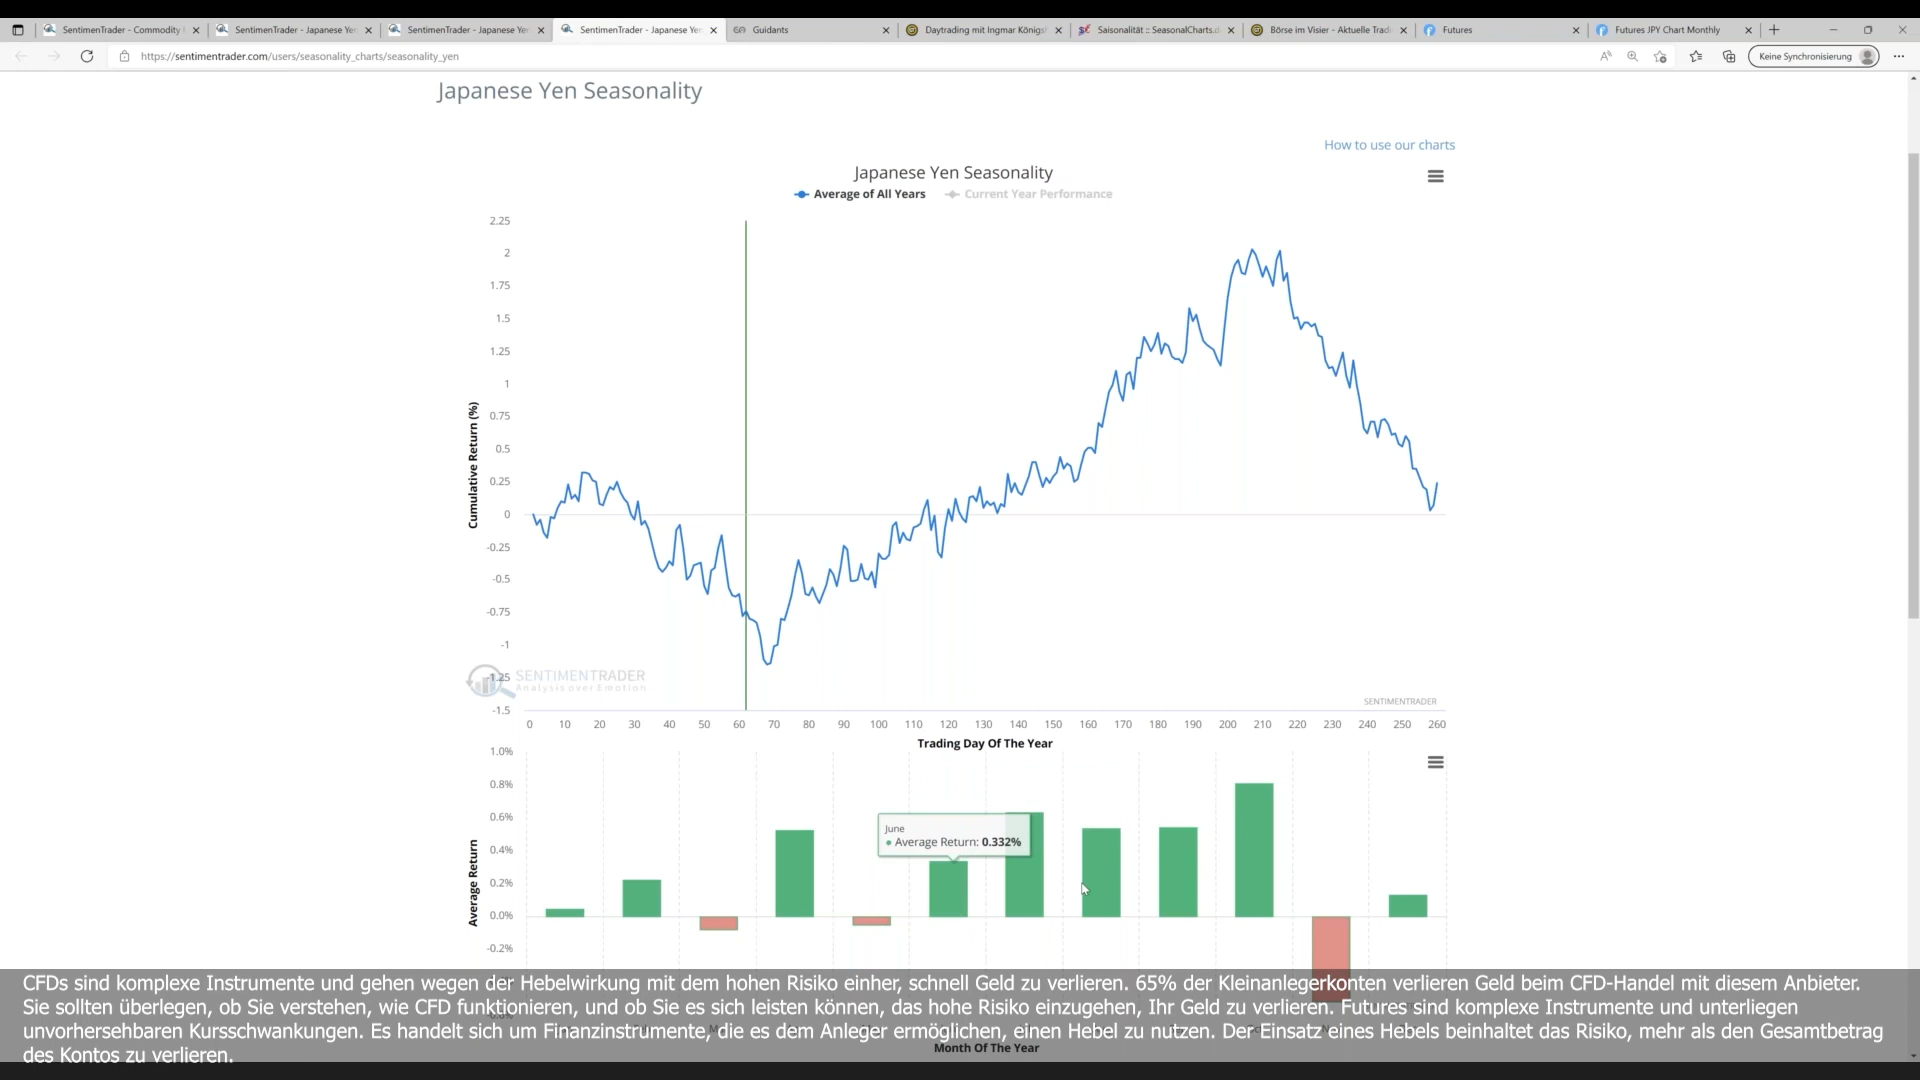 SentimenTrader - Commodity
SentimenTrader - Japanese Ye
SentimenTrader - Japanese Ye
SentimenTrader - Japanese Ye
Guidants
Daytrading mit Ingmar Königs
Saisonalität :: SeasonalCharts.d
Börse im Visier - Aktuelle Tradi
Futures
Futures JPY Chart Monthly
https://sentimentrader.com/users/seasonality_charts/seasonality_yen
Keine Synchronisierung
Japanese Yen Seasonality
How to use our charts
Japanese Yen Seasonality
Average of All Years Current Year Performance
2.25
2
1.75
1.5
1.25
1
0.75
0.5
0.25
0
-0.25
-0.5
-0.75
-1
-1.25
-1.5
Cumulative Return (%)
SENTIMENTRADER
Analysis over Emotion
SENTIMENTRADER
0 10 20 30 40 50 60 70 80 90 100 110 120 130 140 150 160 170 180 190 200 210 220 230 240 250 260
Trading Day Of The Year
1.0%
0.8%
0.6%
0.4%
0.2%
0.0%
-0.2%
Average Return
June
Average Return: 0.332%
CFDs sind komplexe Instrumente und gehen wegen der Hebelwirkung mit dem hohen Risiko einher, schnell Geld zu verlieren. 65% der Kleinanlegerkonten verlieren Geld beim CFD-Handel mit diesem Anbieter.
Sie sollten überlegen, ob Sie verstehen, wie CFD funktionieren, und ob Sie es sich leisten können, das hohe Risiko einzugehen, Ihr Geld zu verlieren. Futures sind komplexe Instrumente und unterliegen
unvorhersehbaren Kursschwankungen. Es handelt sich um Finanzinstrumente, die es dem Anleger ermöglichen, einen Hebel zu nutzen. Der Einsatz eines Hebels beinhaltet das Risiko, mehr als den Gesamtbetrag
des Kontos zu verlieren.
Month Of The Year